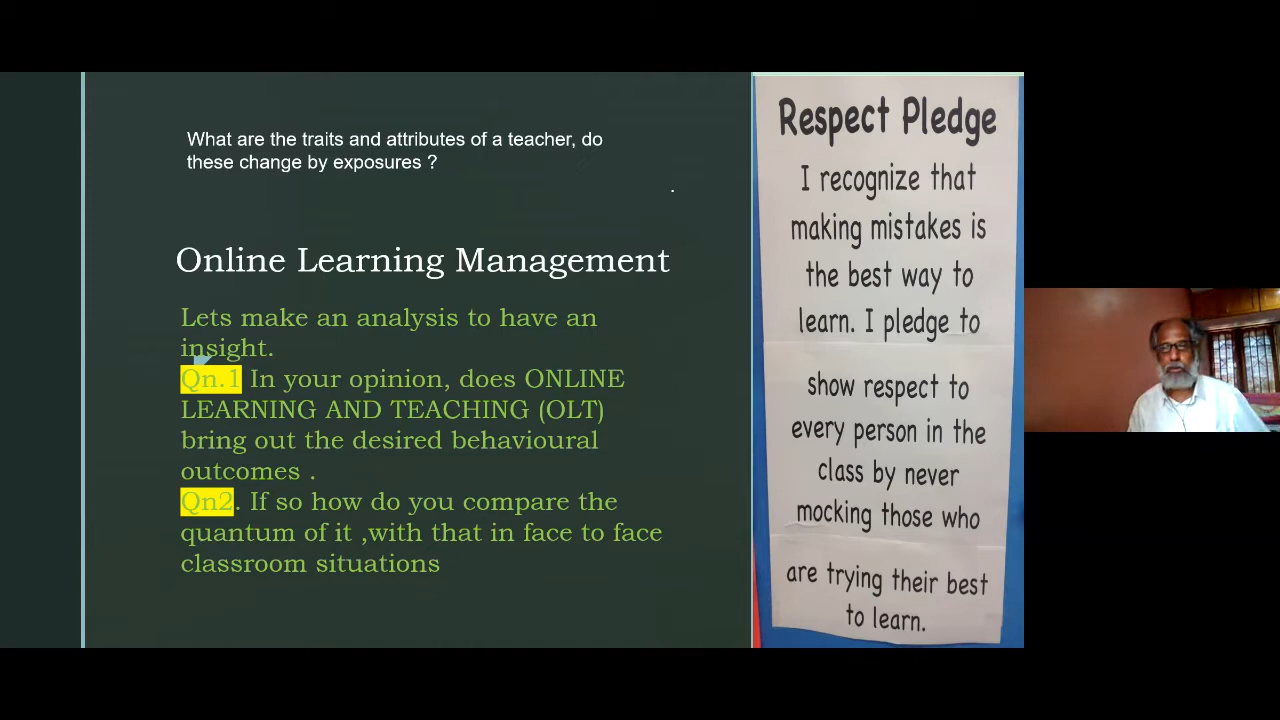 What are the traits and attributes of a teacher, do
these change by exposures ?
.
Online Learning Management
Lets make an analysis to have an
insight.
Qn.1 In your opinion, does ONLINE
LEARNING AND TEACHING (OLT)
bring out the desired behavioural
outcomes .
Qn2. If so how do you compare the
quantum of it ,with that in face to face
classroom situations
Respect Pledge
I recognize that
making mistakes is
the best way to
learn. I pledge to
show respect to
every person in the
class by never
mocking those who
are trying their best
to learn.